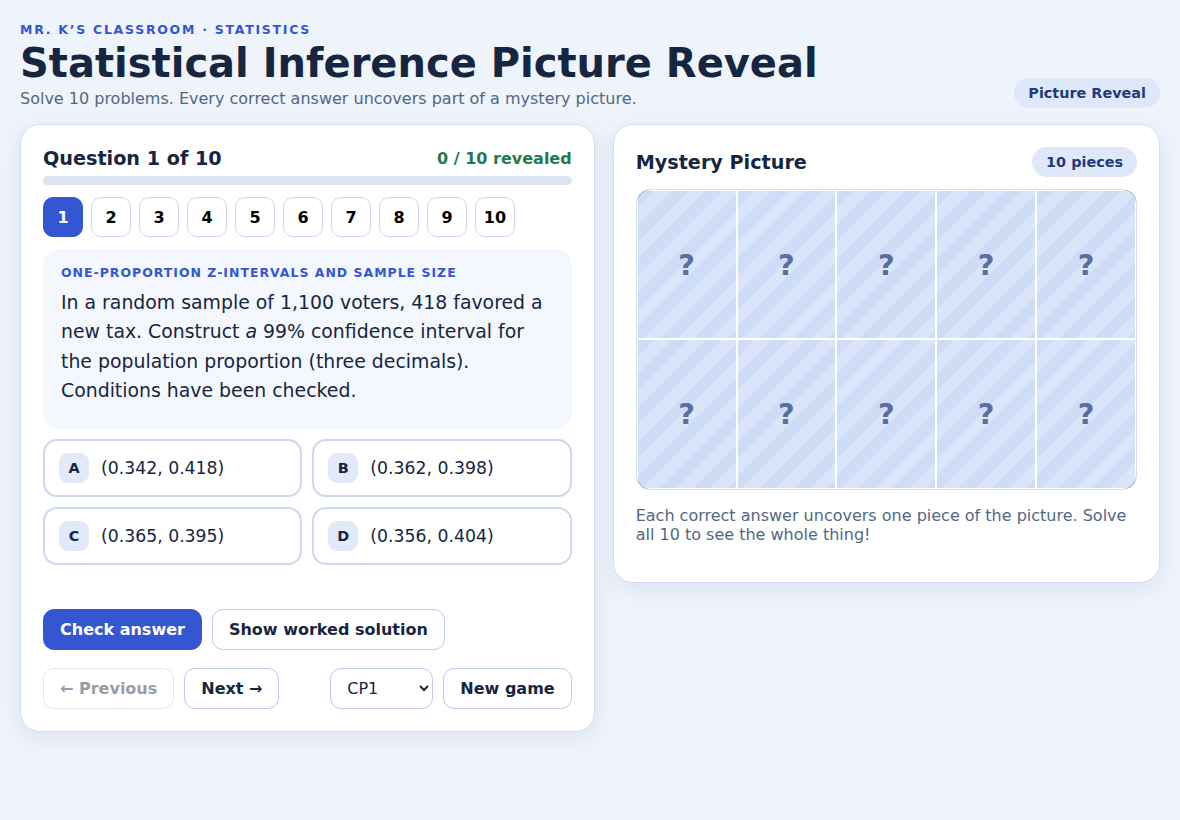 MR. K’S CLASSROOM · STATISTICS
Statistical Inference Picture Reveal
Solve 10 problems. Every correct answer uncovers part of a mystery picture.
Picture Reveal
Question 1 of 10
0 / 10 revealed
1 2 3 4 5 6 7 8 9 10
ONE-PROPORTION Z-INTERVALS AND SAMPLE SIZE
In a random sample of 1,100 voters, 418 favored a
new tax. Construct a 99% confidence interval for
the population proportion (three decimals).
Conditions have been checked.
A (0.342, 0.418)
B (0.362, 0.398)
C (0.365, 0.395)
D (0.356, 0.404)
Check answer
Show worked solution
← Previous
Next →
CP1
New game
Mystery Picture
10 pieces
? ? ? ? ?
? ? ? ? ?
Each correct answer uncovers one piece of the picture. Solve
all 10 to see the whole thing!